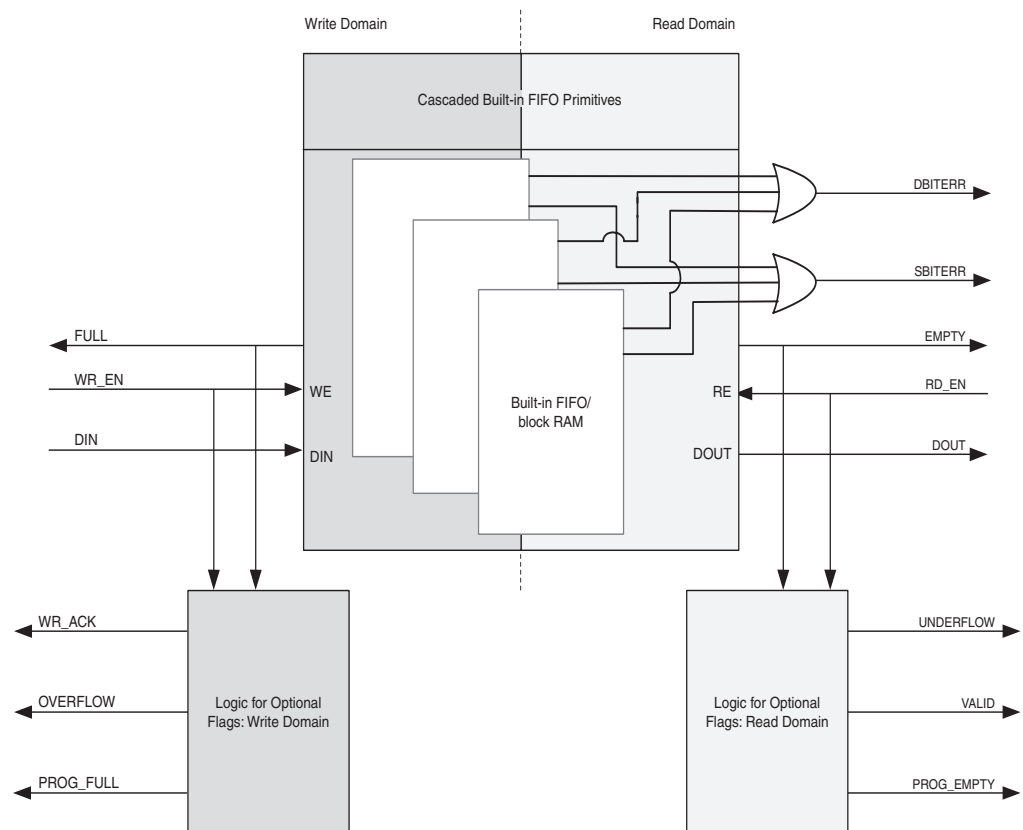 Write Domain
Read Domain
Cascaded Built-in FIFO Primitives
DBITERR
SBITERR
FULL
EMPTY
WR_EN
WE
RE
RD_EN
Built-in FIFO/
block RAM
DIN
DIN
DOUT
DOUT
WR_ACK
UNDERFLOW
OVERFLOW
Logic for Optional
Flags: Write Domain
Logic for Optional
Flags: Read Domain
VALID
PROG_FULL
PROG_EMPTY